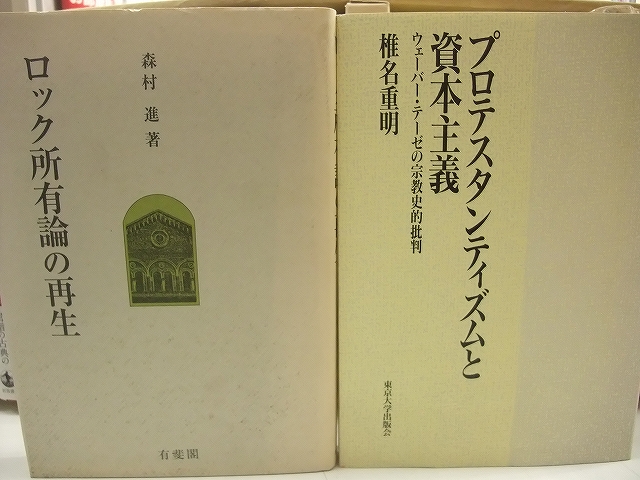 森村 進 著
ロック所有論の再生
有斐閣
プロテスタンティズムと
資本主義
ウェーバー・テーゼの宗教史的批判
椎名重明
東京大学出版会